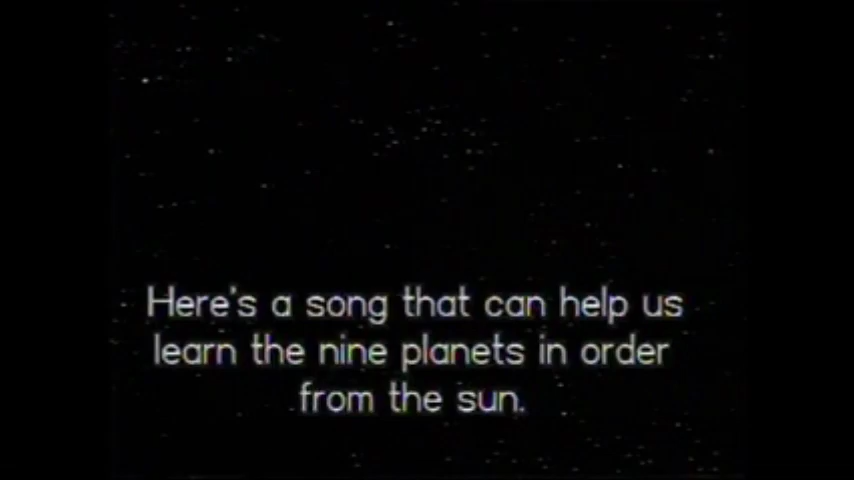 Here's a song that can help us
learn the nine planets in order
from the sun.